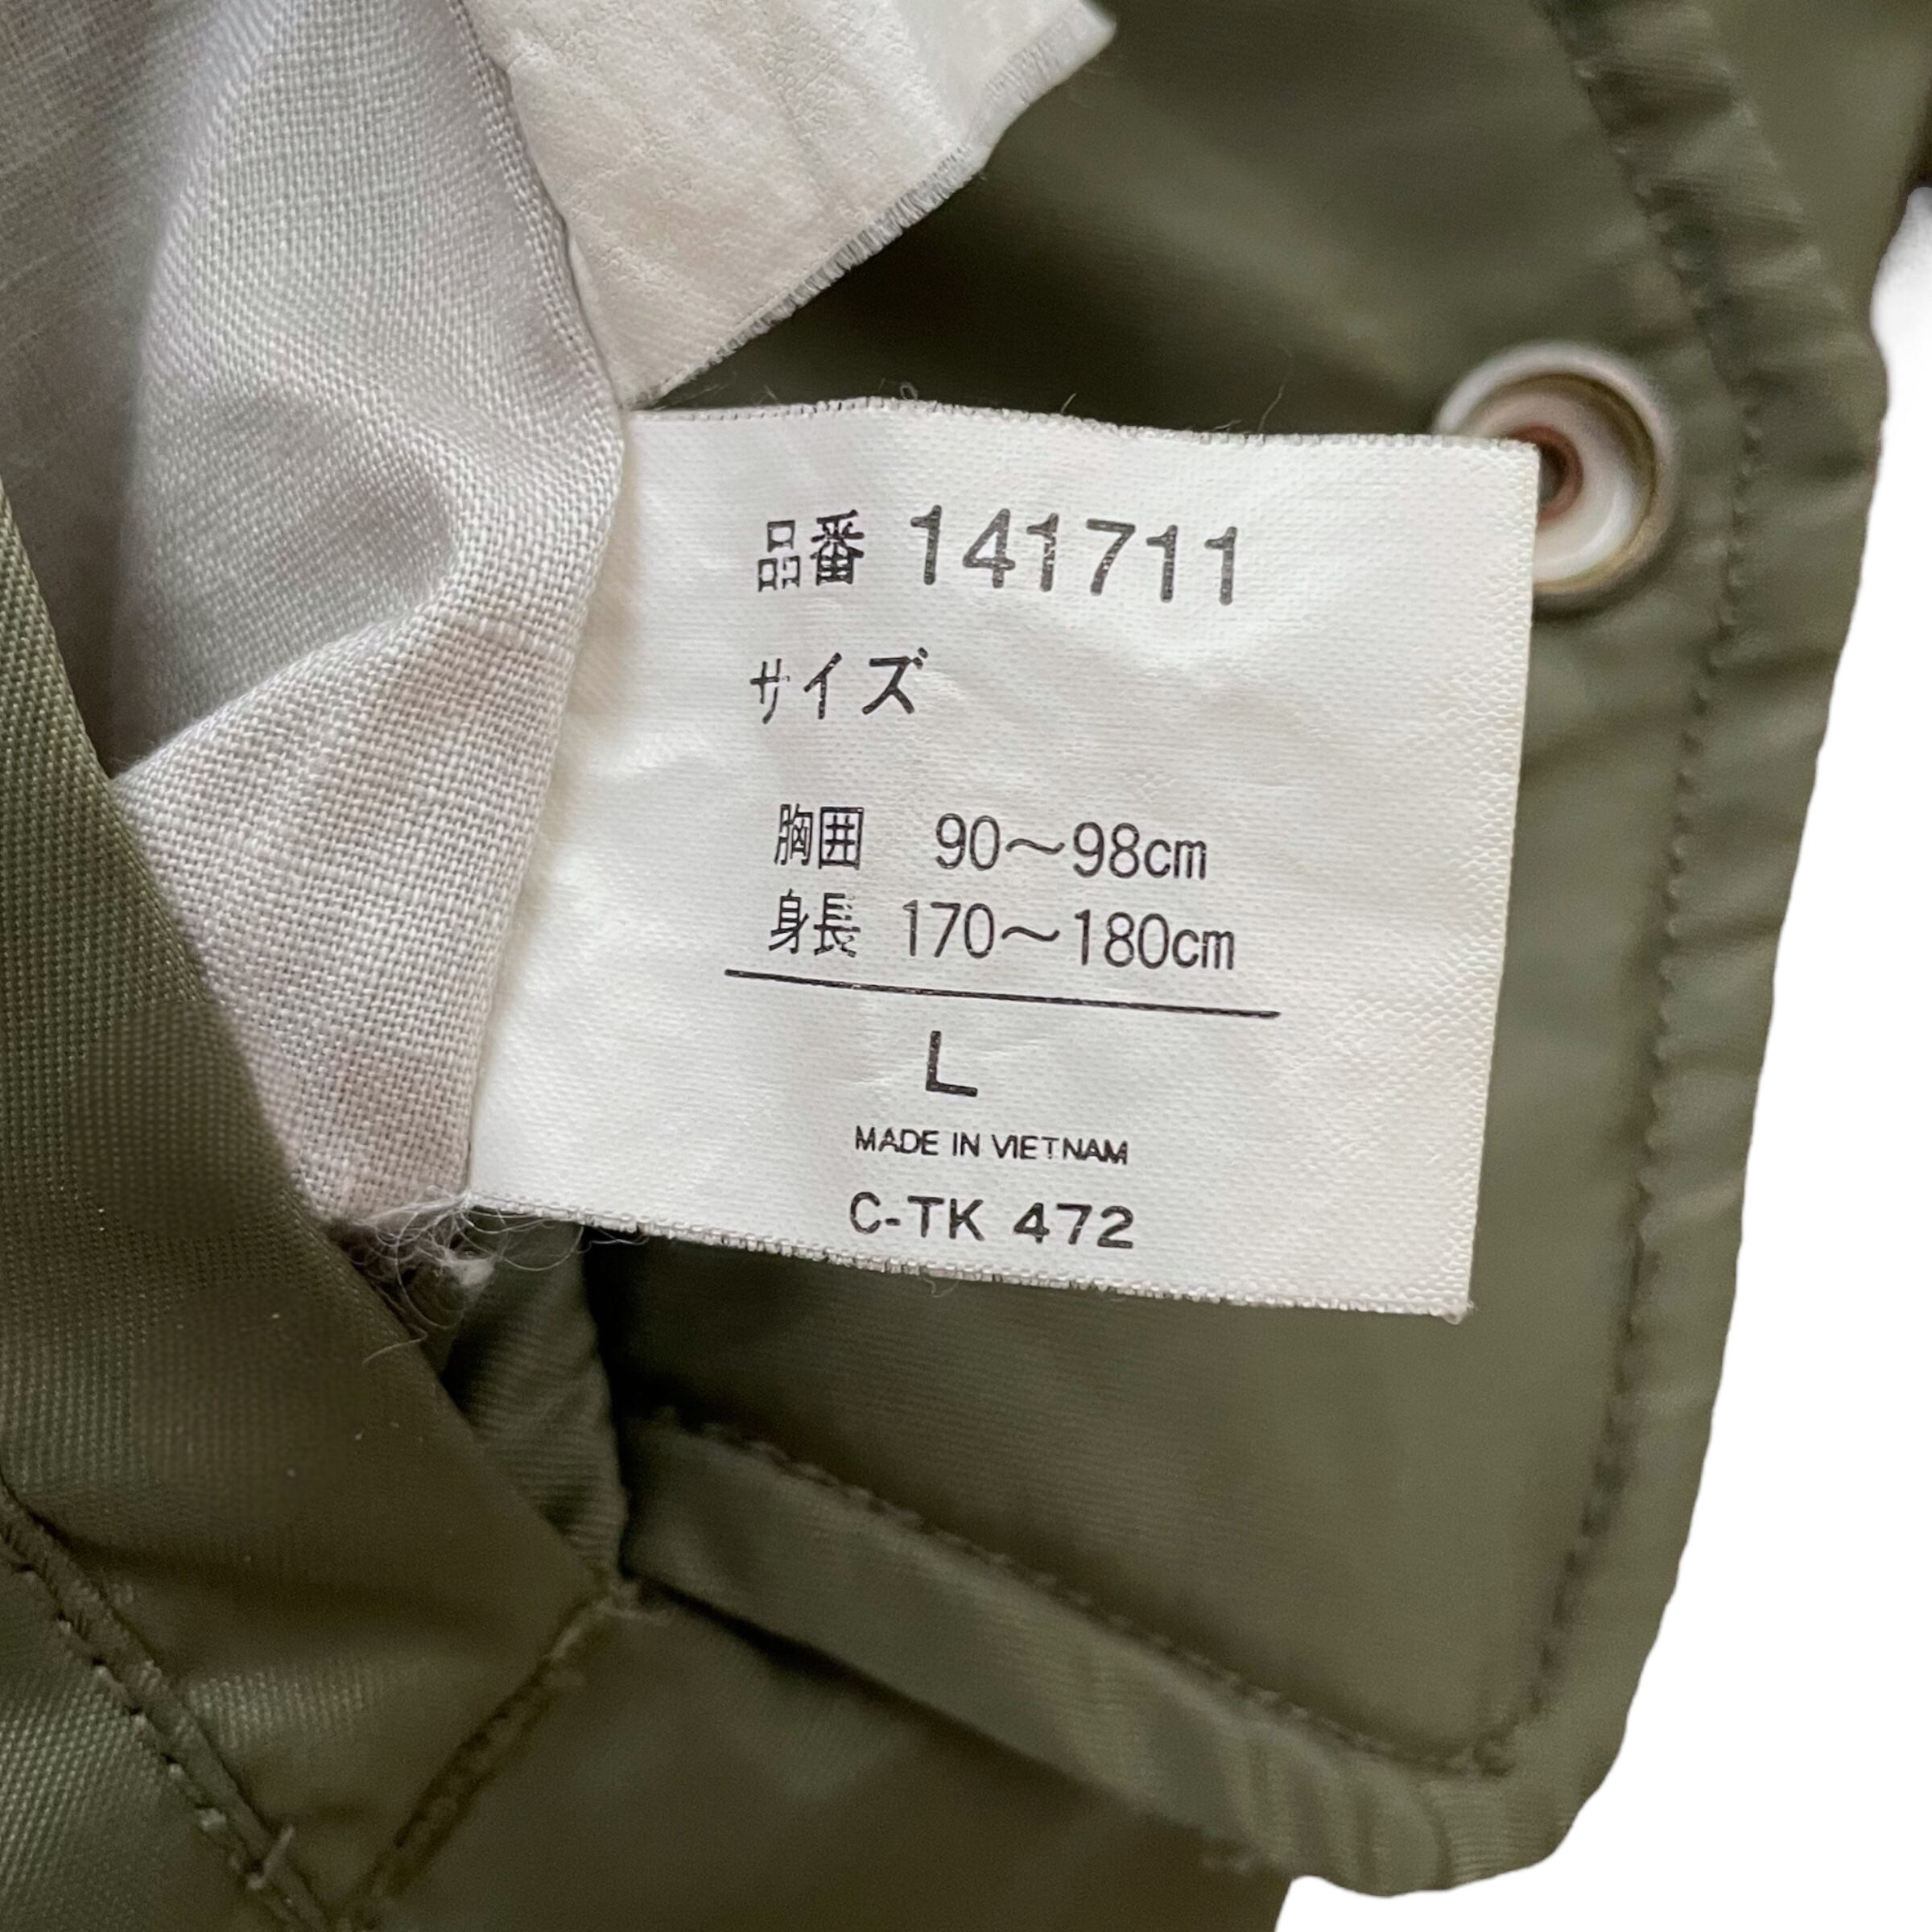 品番 141711
サイズ
胸囲 90～98cm
身長 170～180cm
L
MADE IN VIETNAM
C-TK 472